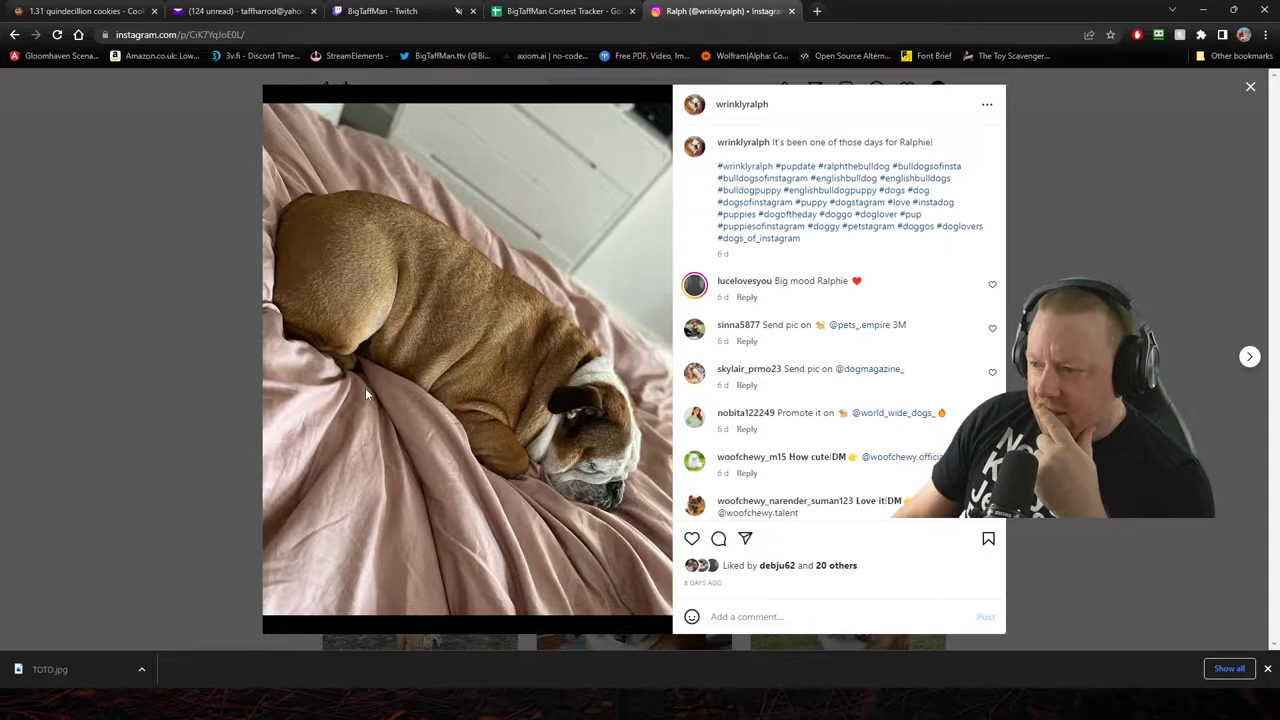 1.31 quindecillion cookies - Cook
(124 unread) - taffharrod@yaho
BigTaffMan - Twitch
BigTaffMan Contest Tracker - Go
Ralph (@wrinklyralph) • Instagra
instagram.com/p/CiK7YqJoE0L/
Gloomhaven Scena...
Amazon.co.uk: Low...
3v.fi - Discord Time...
StreamElements -
BigTaffMan.ttv (@Bi...
axiom.ai | no-code...
Free PDF, Video, Im...
Wolfram|Alpha: Co...
Open Source Altern...
Font Brief
The Toy Scavenger...
Other bookmarks
wrinklyralph
wrinklyralph It's been one of those days for Ralphie!
#wrinklyralph #pupdate #ralphthebulldog #bulldogsofinsta
#bulldogsofinstagram #englishbulldog #englishbulldogs
#bulldogpuppy #englishbulldogpuppy #dogs #dog
#dogsofinstagram #puppy #dogstagram #love #instadog
#puppies #dogoftheday #doggo #doglover #pup
#puppiesofinstagram #doggy #petstagram #doggos #doglovers
#dogs_of_instagram
6 d
lucelovesyou Big mood Ralphie ❤️
6 d Reply
sinna5877 Send pic on 🐕 @pets_.empire 3M
6 d Reply
skylair_prmo23 Send pic on @dogmagazine_
6 d Reply
nobita122249 Promote it on 🐕 @world_wide_dogs_🔥
6 d Reply
woofchewy_m15 How cute!DM👉 @woofchewy.offici
6 d Reply
woofchewy_narender_suman123 Love it!DM👉
@woofchewy.talent
Liked by debju62 and 20 others
6 DAYS AGO
Add a comment...
Post
TOTD.jpg
Show all